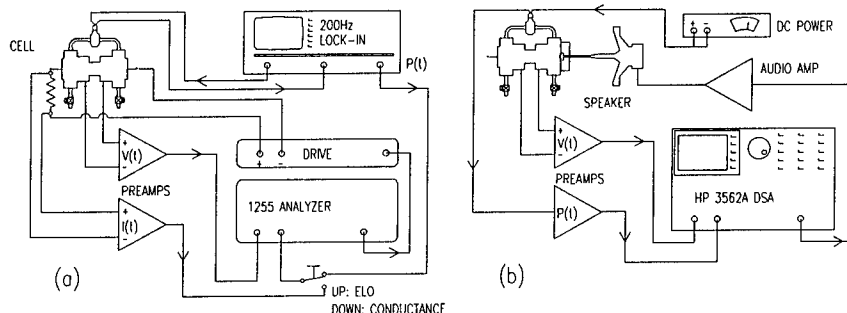 CELL
200Hz
LOCK-IN
P(t)
+
V(t)
-
DRIVE
+ -
PREAMPS
1255 ANALYZER
+
I(t)
-
(a)
UP: ELO
DOWN: CONDUCTANCE
+ -
DC POWER
AUDIO AMP
SPEAKER
+
V(t)
-
PREAMPS
HP 3562A DSA
P(t)
(b)